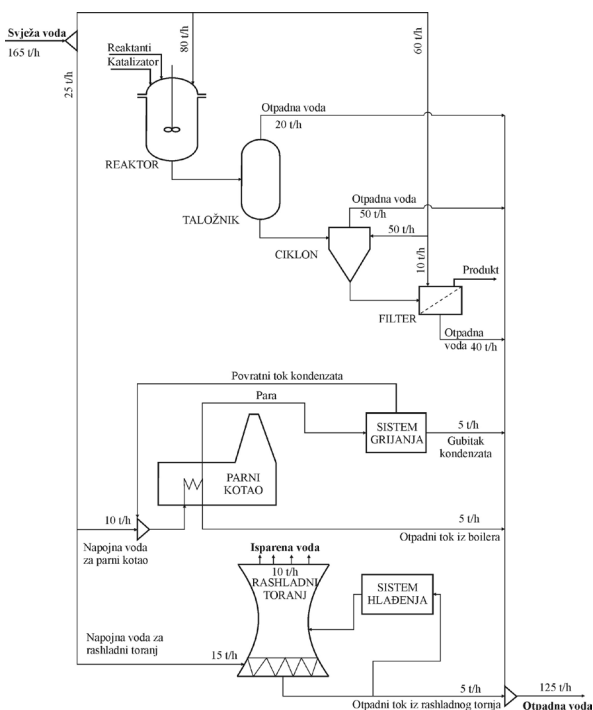 Svježa voda
165 t/h
25 t/h
80 t/h
60 t/h
Reaktanti
Katalizator
REAKTOR
Otpadna voda
20 t/h
TALOŽNIK
Otpadna voda
50 t/h
50 t/h
CIKLON
10 t/h
Produkt
FILTER
Otpadna
voda 40 t/h
Povratni tok kondenzata
Para
SISTEM
GRIJANJA
5 t/h
Gubitak
kondenzata
PARNI
KOTAO
10 t/h
Napojna voda
za parni kotao
5 t/h
Otpadni tok iz boilera
Isparena voda
10 t/h
RASHLADNI
TORANJ
SISTEM
HLAĐENJA
Napojna voda za
rashladni toranj
15 t/h
5 t/h
Otpadni tok iz rashladnog tornja
125 t/h
Otpadna voda